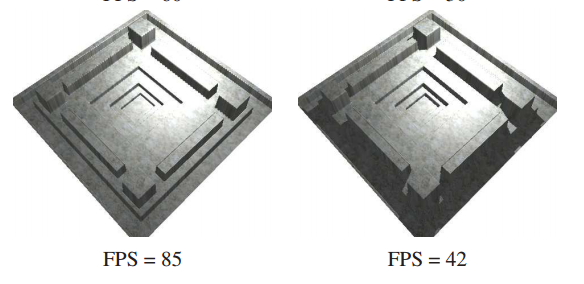 FPS = 85
FPS = 42